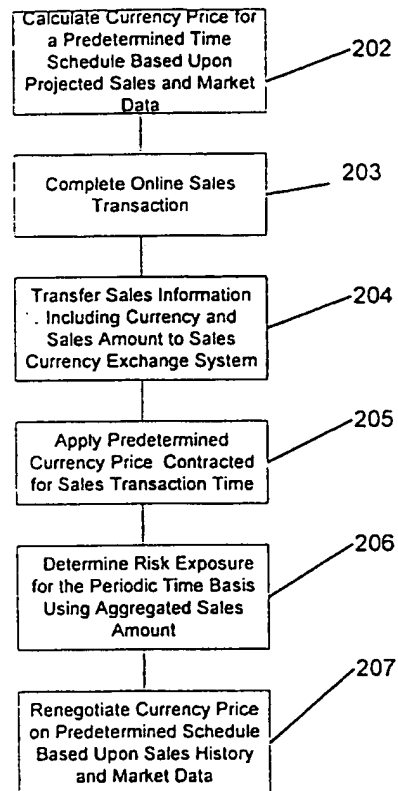 Calculate Currency Price for
a Predetermined Time
Schedule Based Upon
Projected Sales and Market
Data
202
Complete Online Sales
Transaction
203
Transfer Sales Information
Including Currency and
Sales Amount to Sales
Currency Exchange System
204
Apply Predetermined
Currency Price Contracted
for Sales Transaction Time
205
Determine Risk Exposure
for the Periodic Time Basis
Using Aggregated Sales
Amount
206
Renegotiate Currency Price
on Predetermined Schedule
Based Upon Sales History
and Market Data
207